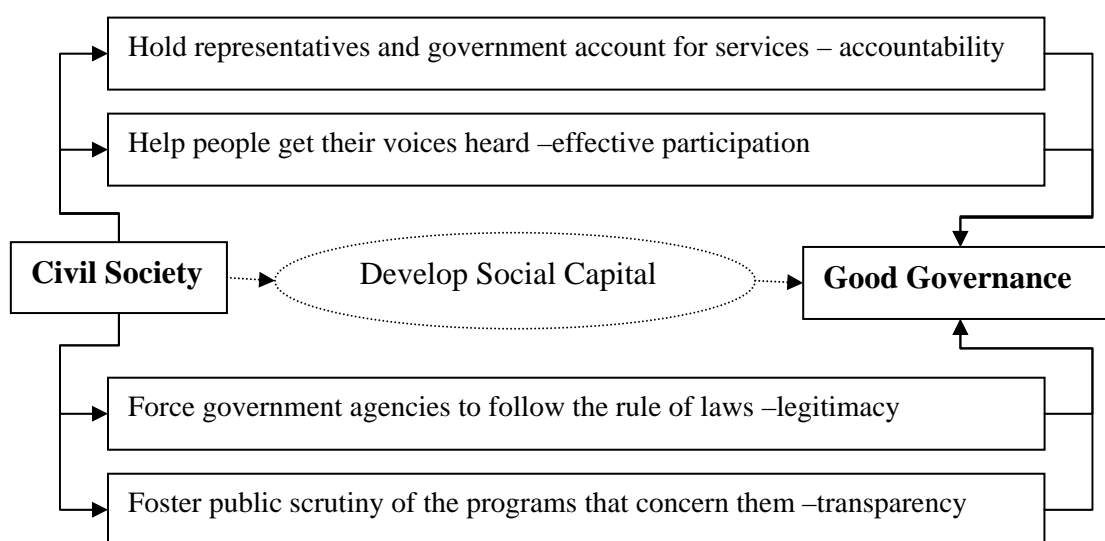 Hold representatives and government account for services – accountability
Help people get their voices heard –effective participation
Civil Society
Develop Social Capital
Good Governance
Force government agencies to follow the rule of laws –legitimacy
Foster public scrutiny of the programs that concern them –transparency